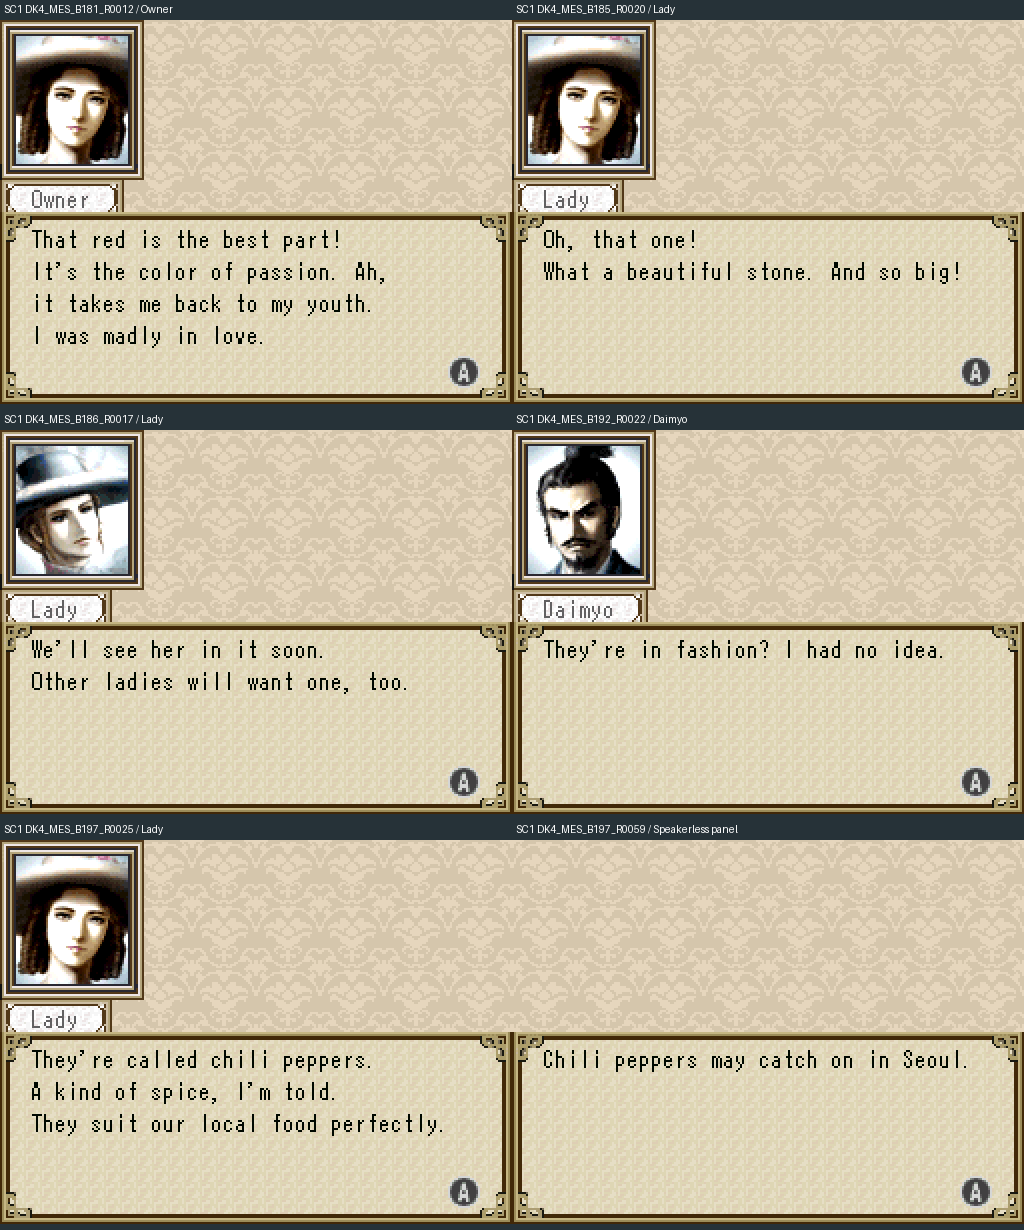 SC1 DK4_MES_B181_R0012 / Owner
Owner
That red is the best part!
It's the color of passion. Ah,
it takes me back to my youth.
I was madly in love.
A
SC1 DK4_MES_B185_R0020 / Lady
Lady
Oh, that one!
What a beautiful stone. And so big!
A
SC1 DK4_MES_B186_R0017 / Lady
Lady
We'll see her in it soon.
Other ladies will want one, too.
A
SC1 DK4_MES_B192_R0022 / Daimyo
Daimyo
They're in fashion? I had no idea.
A
SC1 DK4_MES_B197_R0025 / Lady
Lady
They're called chili peppers.
A kind of spice, I'm told.
They suit our local food perfectly.
A
SC1 DK4_MES_B197_R0059 / Speakerless panel
Chili peppers may catch on in Seoul.
A